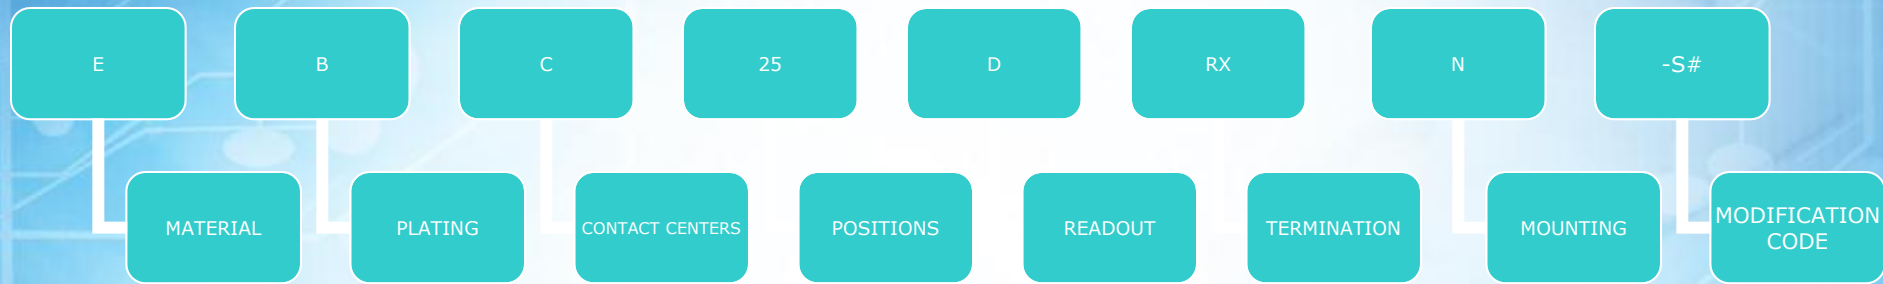 E
B
C
25
D
RX
N
-S#
MATERIAL
PLATING
CONTACT CENTERS
POSITIONS
READOUT
TERMINATION
MOUNTING
MODIFICATION
CODE